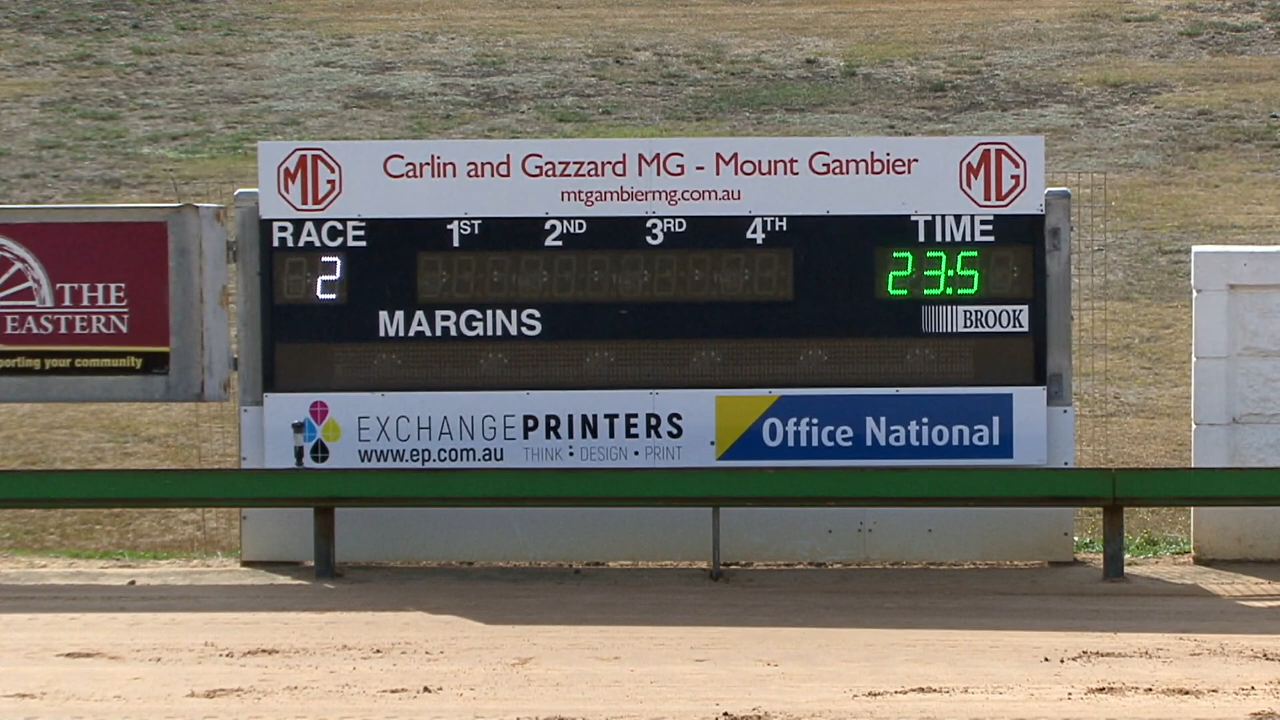 MG Carlin and Gazzard MG - Mount Gambier MG
mtgambiermg.com.au
RACE 1ST 2ND 3RD 4TH TIME
2 23:5
MARGINS BROOK
THE
EASTERN
porting your community
EXCHANGEPRINTERS
www.ep.com.au THINK : DESIGN • PRINT
Office National